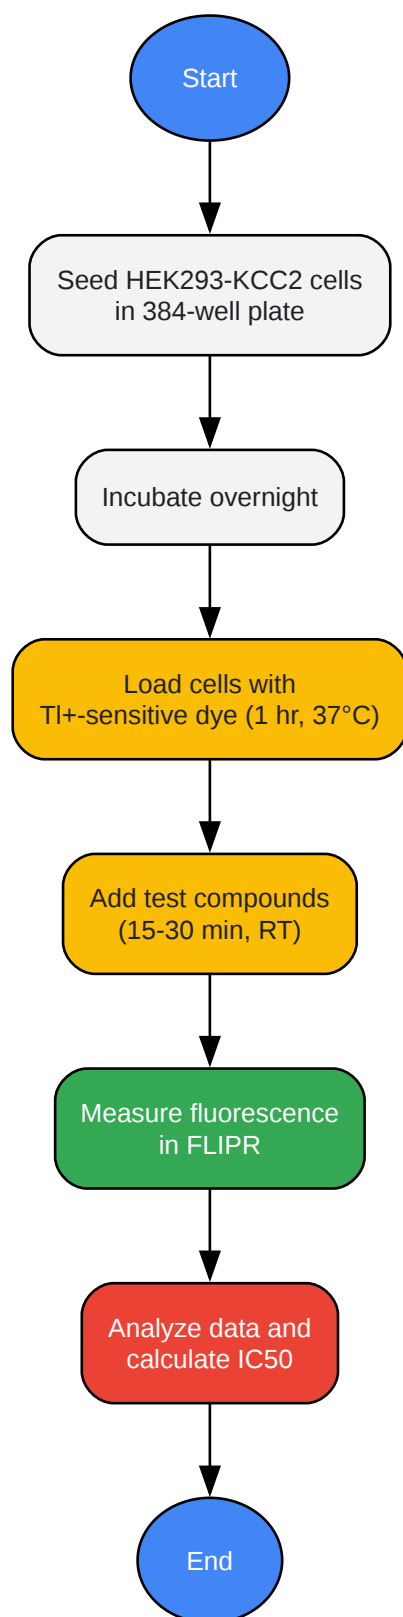 Start
Seed HEK293-KCC2 cells
in 384-well plate
Incubate overnight
Load cells with
Tl+-sensitive dye (1 hr, 37°C)
Add test compounds
(15-30 min, RT)
Measure fluorescence
in FLIPR
Analyze data and
calculate IC50
End